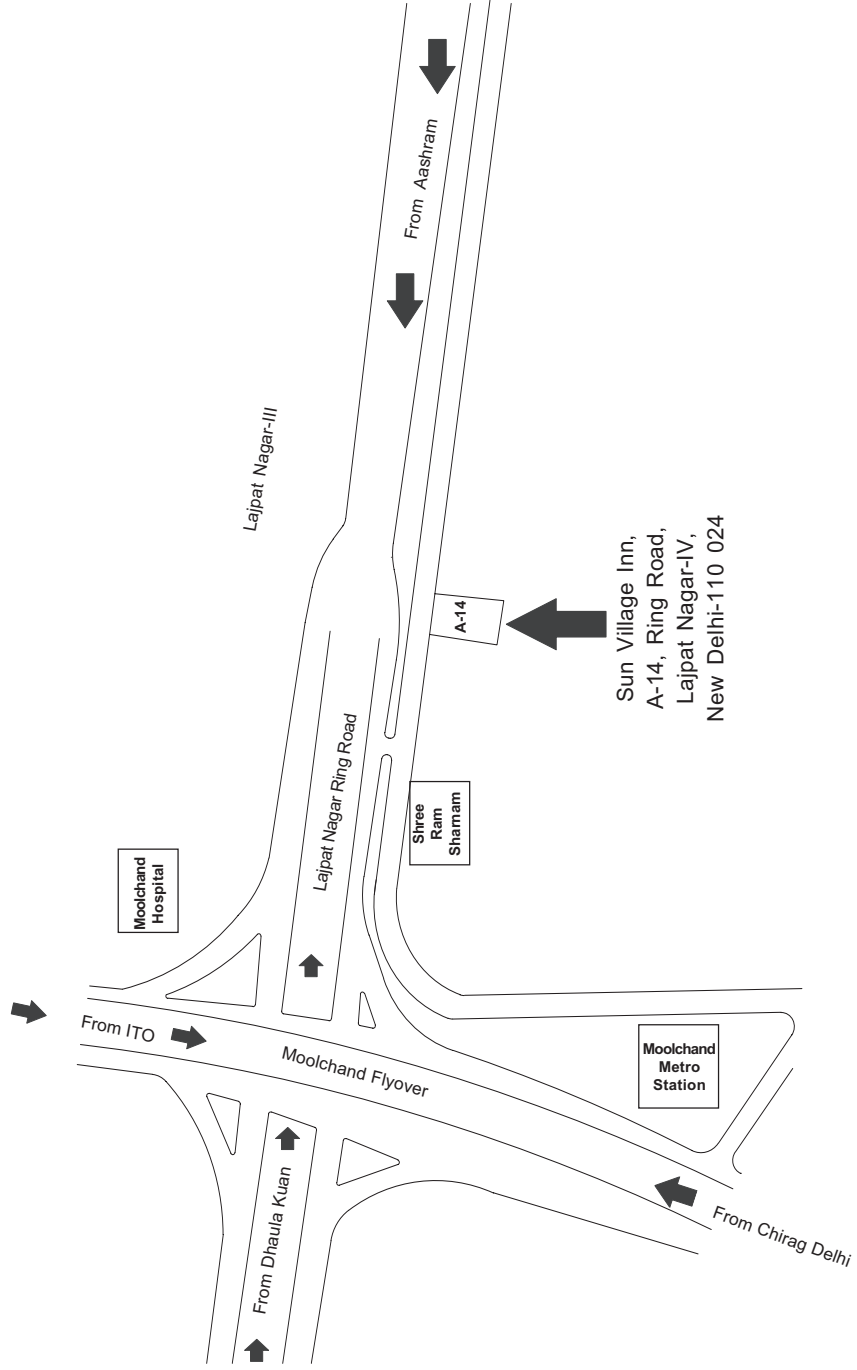 From Aashram
Lajpat Nagar-III
A-14
Sun Village Inn,
A-14, Ring Road,
Lajpat Nagar-IV,
New Delhi-110 024
Lajpat Nagar Ring Road
Shree
Ram
Sharnam
Moolchand
Hospital
From ITO
Moolchand Flyover
Moolchand
Metro
Station
From Dhaula Kuan
From Chirag Delhi